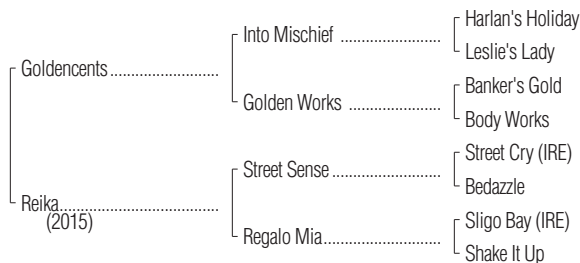 Harlan's Holiday
Into Mischief ....................
Leslie's Lady
Goldencents......................
Banker's Gold
Golden Works ....................
Body Works
Street Cry (IRE)
Street Sense ......................
Bedazzle
Reika................................
(2015)
Sligo Bay (IRE)
Regalo Mia........................
Shake It Up